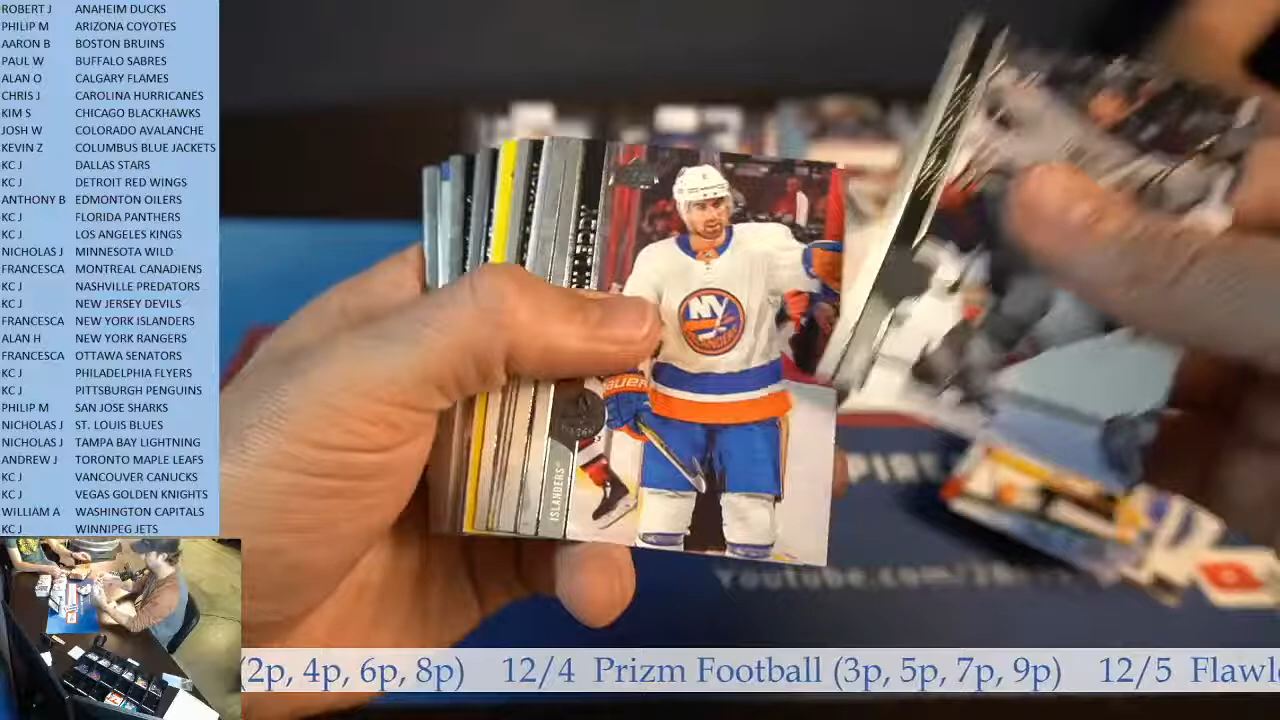 ROBERT J ANAHEIM DUCKS
PHILIP M ARIZONA COYOTES
AARON B BOSTON BRUINS
PAUL W BUFFALO SABRES
ALAN O CALGARY FLAMES
CHRIS J CAROLINA HURRICANES
KIM S CHICAGO BLACKHAWKS
JOSH W COLORADO AVALANCHE
KEVIN Z COLUMBUS BLUE JACKETS
KC J DALLAS STARS
KC J DETROIT RED WINGS
ANTHONY B EDMONTON OILERS
KC J FLORIDA PANTHERS
KC J LOS ANGELES KINGS
NICHOLAS J MINNESOTA WILD
FRANCESCA MONTREAL CANADIENS
KC J NASHVILLE PREDATORS
KC J NEW JERSEY DEVILS
FRANCESCA NEW YORK ISLANDERS
ALAN H NEW YORK RANGERS
FRANCESCA OTTAWA SENATORS
KC J PHILADELPHIA FLYERS
KC J PITTSBURGH PENGUINS
PHILIP M SAN JOSE SHARKS
NICHOLAS J ST. LOUIS BLUES
NICHOLAS J TAMPA BAY LIGHTNING
ANDREW J TORONTO MAPLE LEAFS
KC J VANCOUVER CANUCKS
KC J VEGAS GOLDEN KNIGHTS
WILLIAM A WASHINGTON CAPITALS
KC J WINNIPEG JETS
NY
ISLANDERS
BAUER
Youtube.com/
(2p, 4p, 6p, 8p) 12/4 Prizm Football (3p, 5p, 7p, 9p) 12/5 Flawl